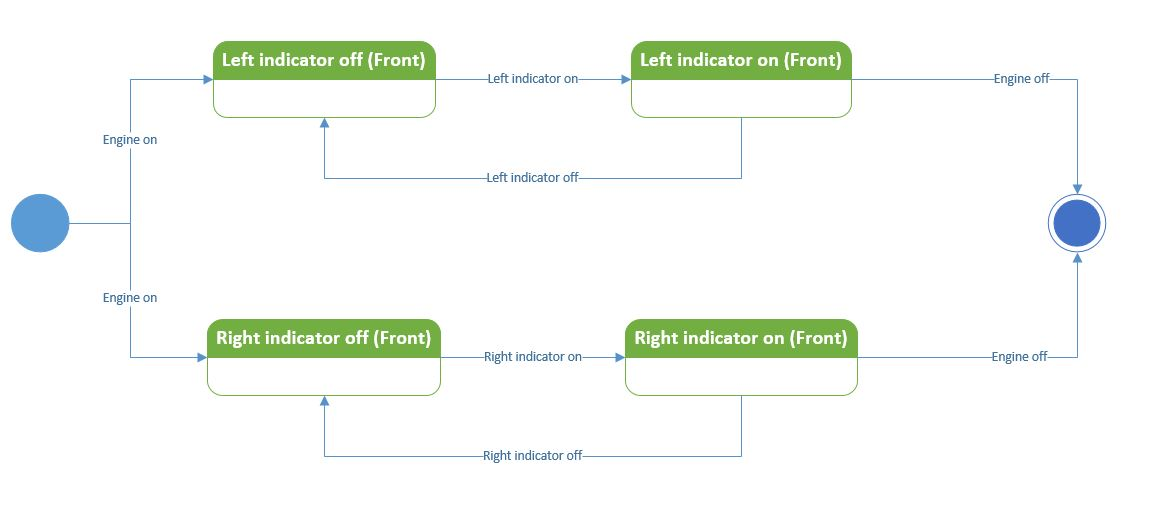 Left indicator off (Front)
Left indicator on (Front)
Left indicator on
Engine off
Engine on
Left indicator off
Engine on
Right indicator off (Front)
Right indicator on (Front)
Right indicator on
Engine off
Right indicator off